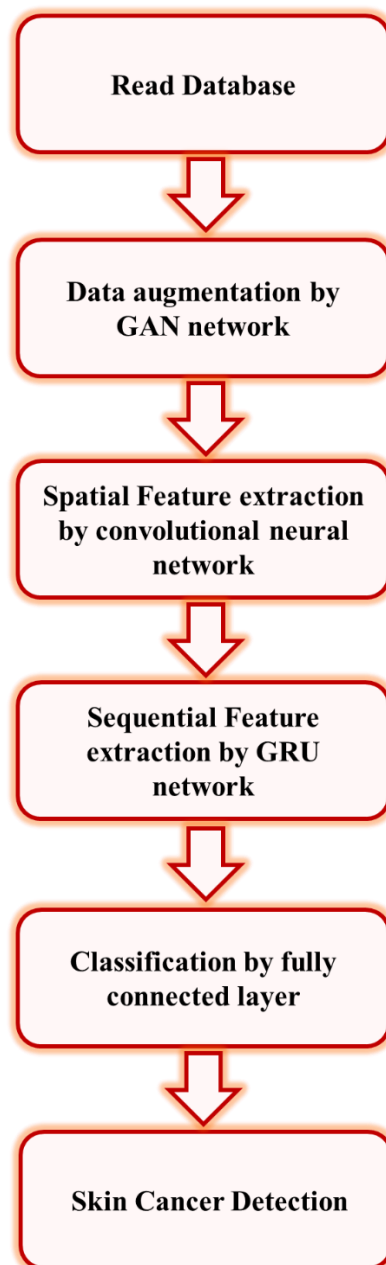 Read Database
Data augmentation by
GAN network
Spatial Feature extraction
by convolutional neural
network
Sequential Feature
extraction by GRU
network
Classification by fully
connected layer
Skin Cancer Detection